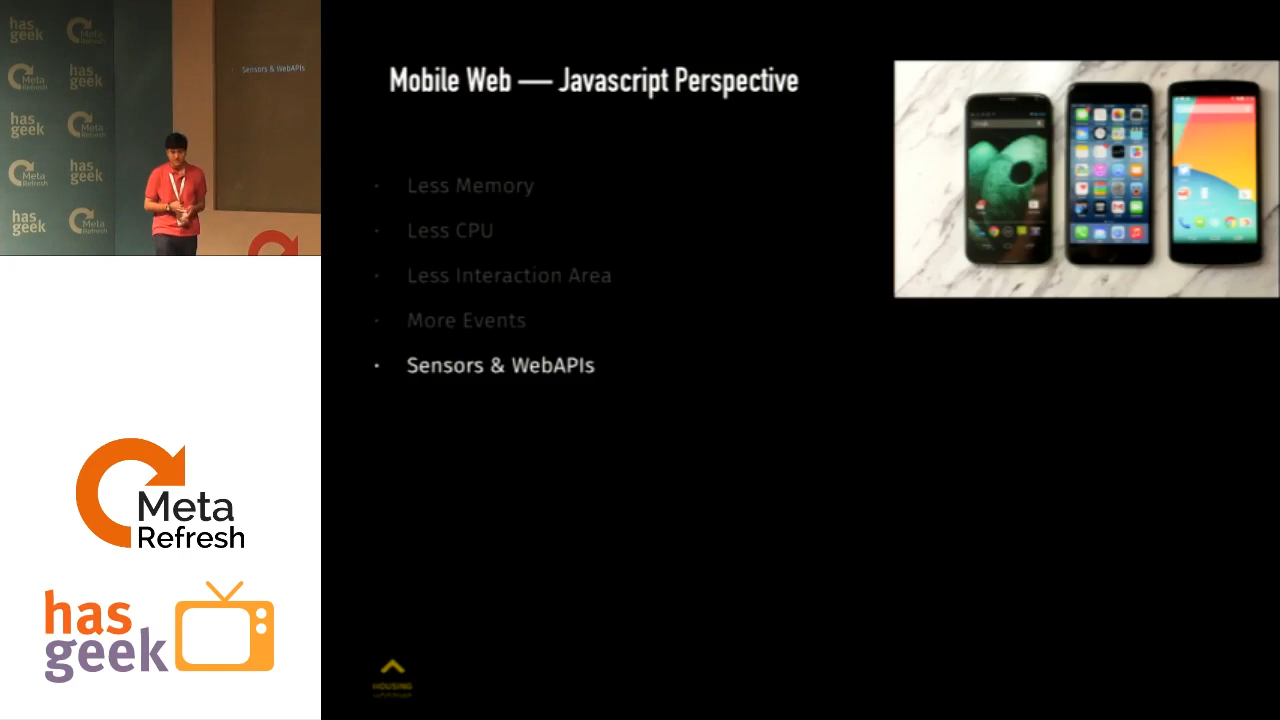 has geek
Meta Refresh
Sensors & WebAPIs
Mobile Web — Javascript Perspective
· Less Memory
· Less CPU
· Less Interaction Area
· More Events
· Sensors & WebAPIs
Meta
Refresh
has
geek
HOUSING